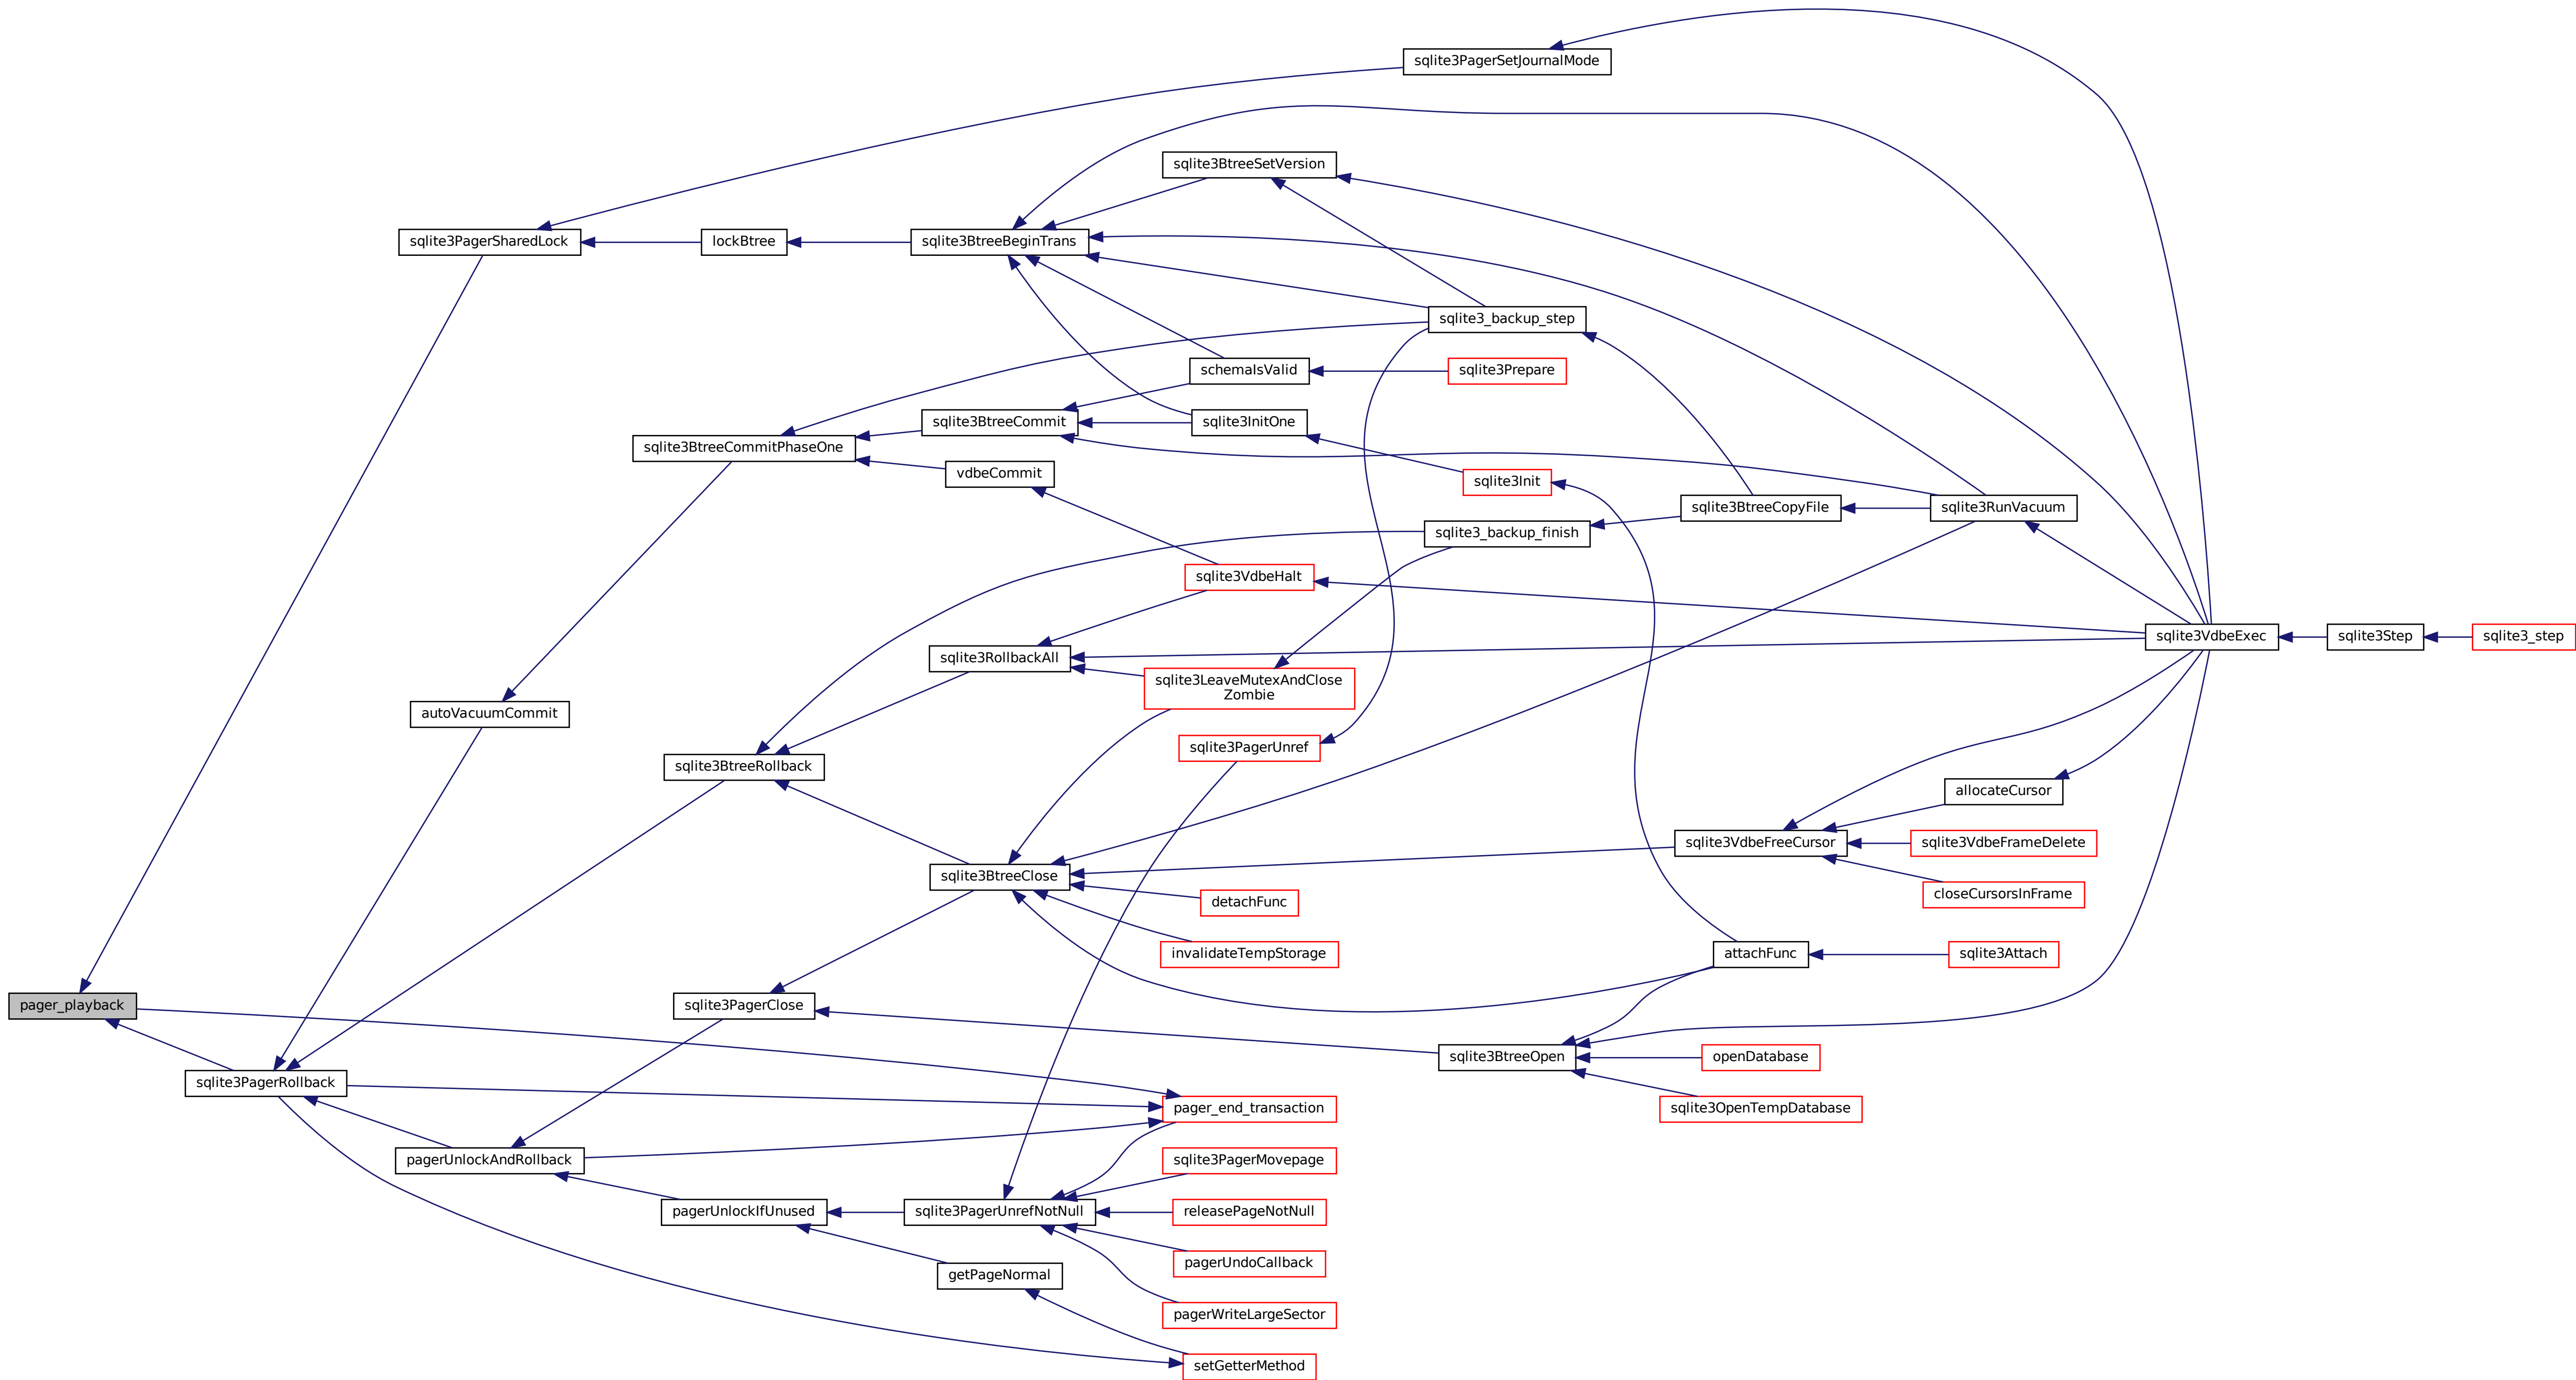 sqlite3PagerSetJournalMode
sqlite3BtreeSetVersion
sqlite3PagerSharedLock
lockBtree
sqlite3BtreeBeginTrans
sqlite3_backup_step
schemaIsValid
sqlite3Prepare
sqlite3BtreeCommit
sqlite3InitOne
sqlite3BtreeCommitPhaseOne
vdbeCommit
sqlite3Init
sqlite3BtreeCopyFile
sqlite3RunVacuum
sqlite3_backup_finish
sqlite3VdbeHalt
sqlite3VdbeExec
sqlite3Step
sqlite3_step
sqlite3RollbackAll
sqlite3LeaveMutexAndClose
Zombie
autoVacuumCommit
sqlite3PagerUnref
sqlite3BtreeRollback
allocateCursor
sqlite3VdbeFreeCursor
sqlite3VdbeFrameDelete
sqlite3BtreeClose
closeCursorsInFrame
detachFunc
invalidateTempStorage
attachFunc
sqlite3Attach
pager_playback
sqlite3PagerClose
sqlite3BtreeOpen
openDatabase
sqlite3PagerRollback
pager_end_transaction
sqlite3OpenTempDatabase
pagerUnlockAndRollback
sqlite3PagerMovepage
pagerUnlockIfUnused
sqlite3PagerUnrefNotNull
releasePageNotNull
pagerUndoCallback
getPageNormal
pagerWriteLargeSector
setGetterMethod